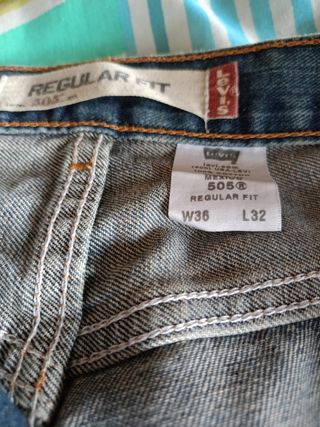 REGULAR FIT
505
LEVI'S
Levi's
MEXICO
505®
REGULAR FIT
W36 L32